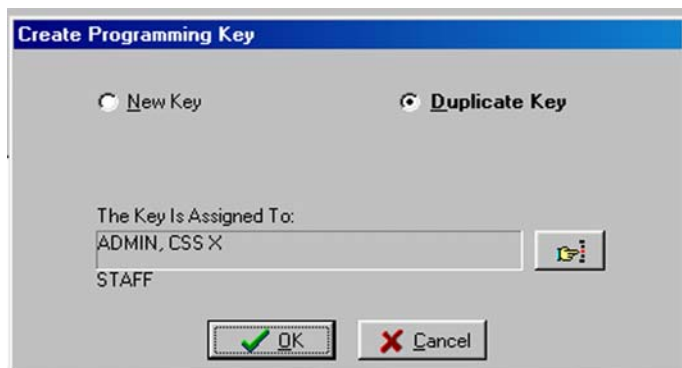 Create Programming Key
New Key
Duplicate Key
The Key Is Assigned To:
ADMIN, CSS X
STAFF
OK
Cancel